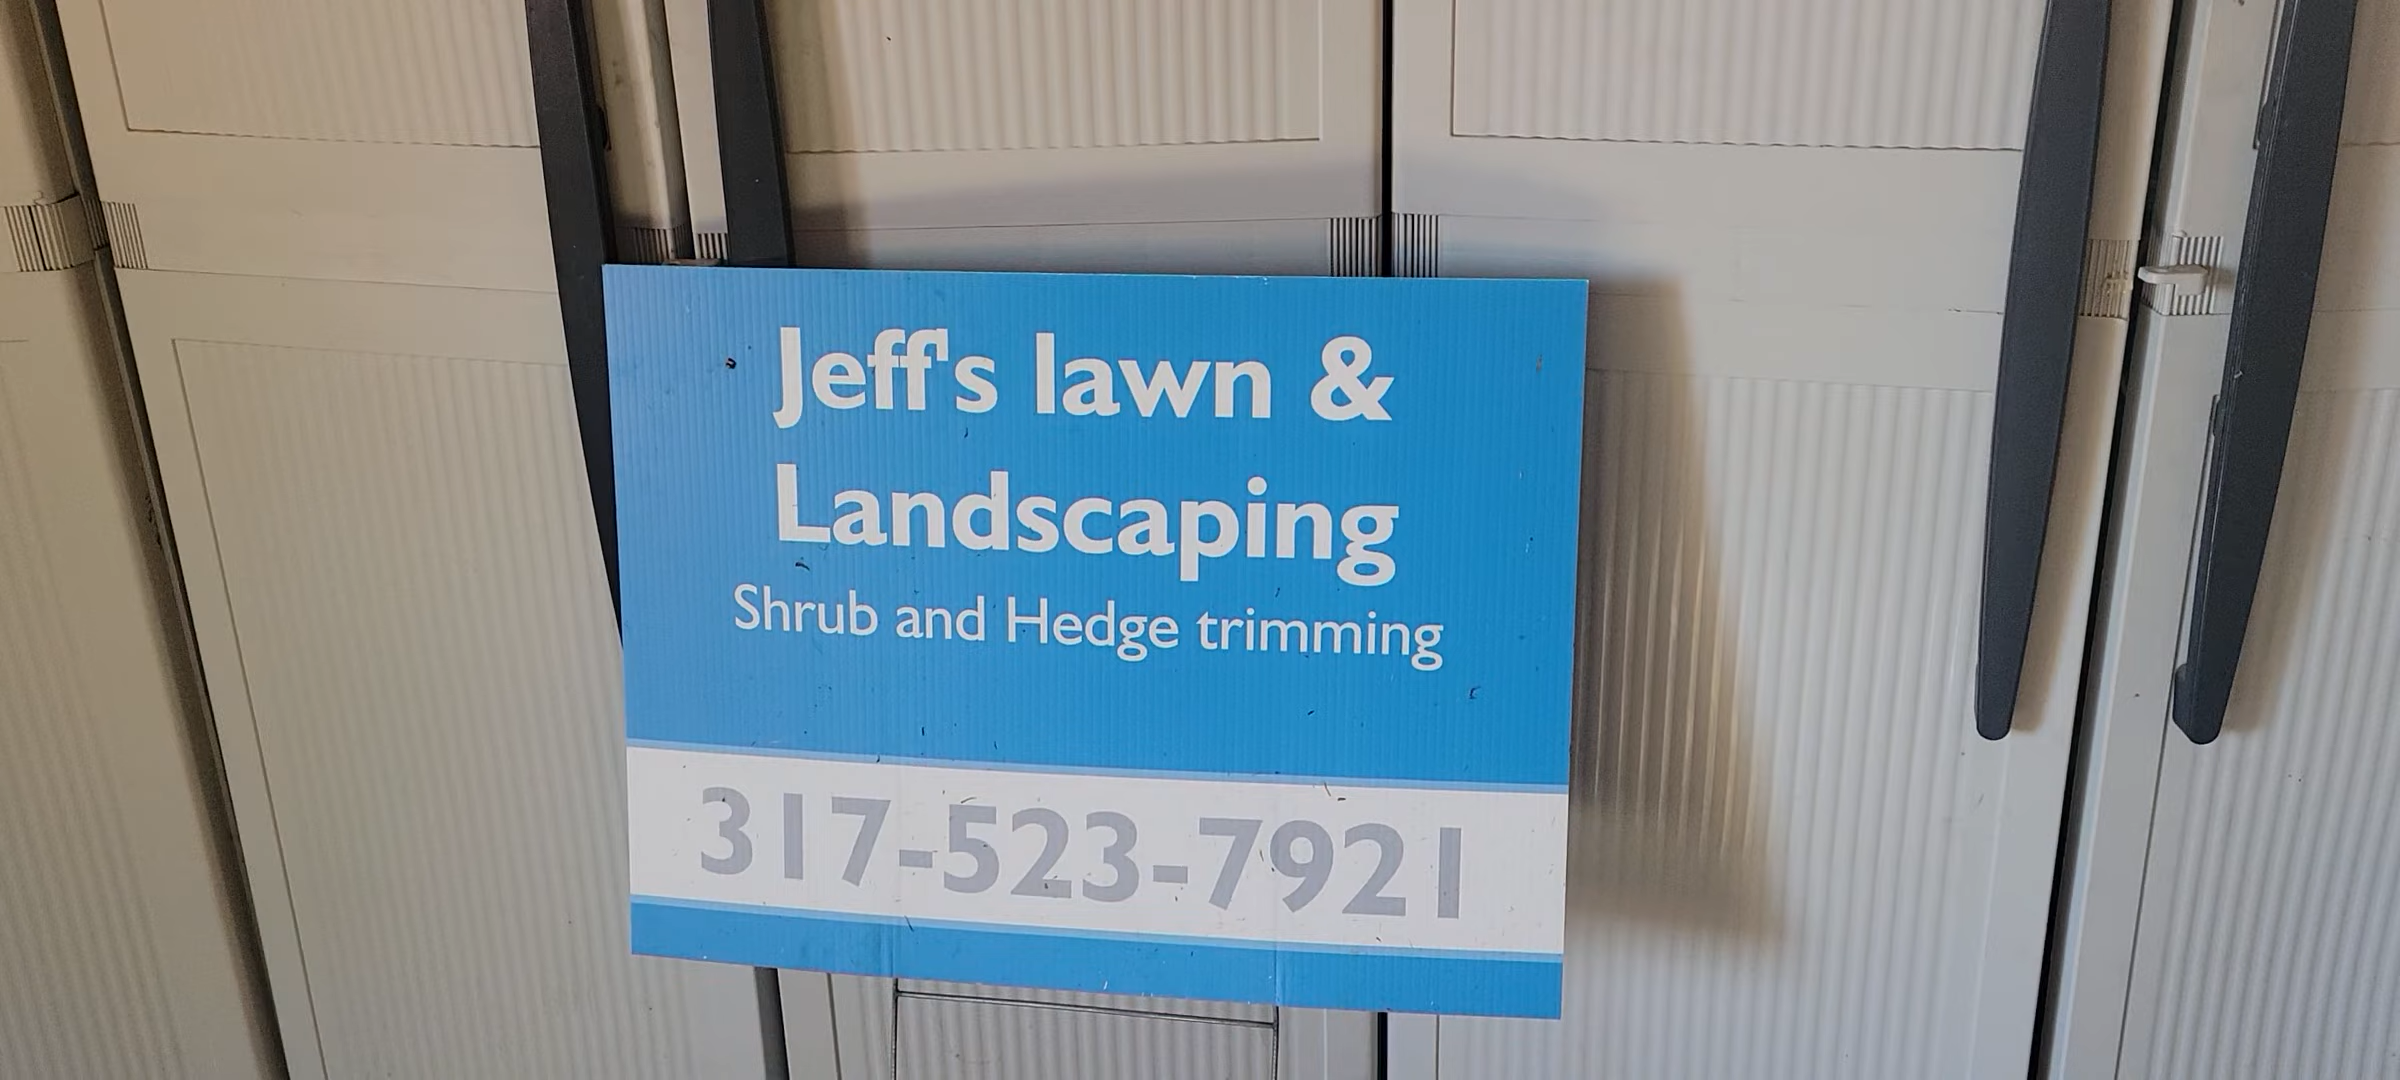 Jeff's lawn &
Landscaping
Shrub and Hedge trimming
317-523-7921